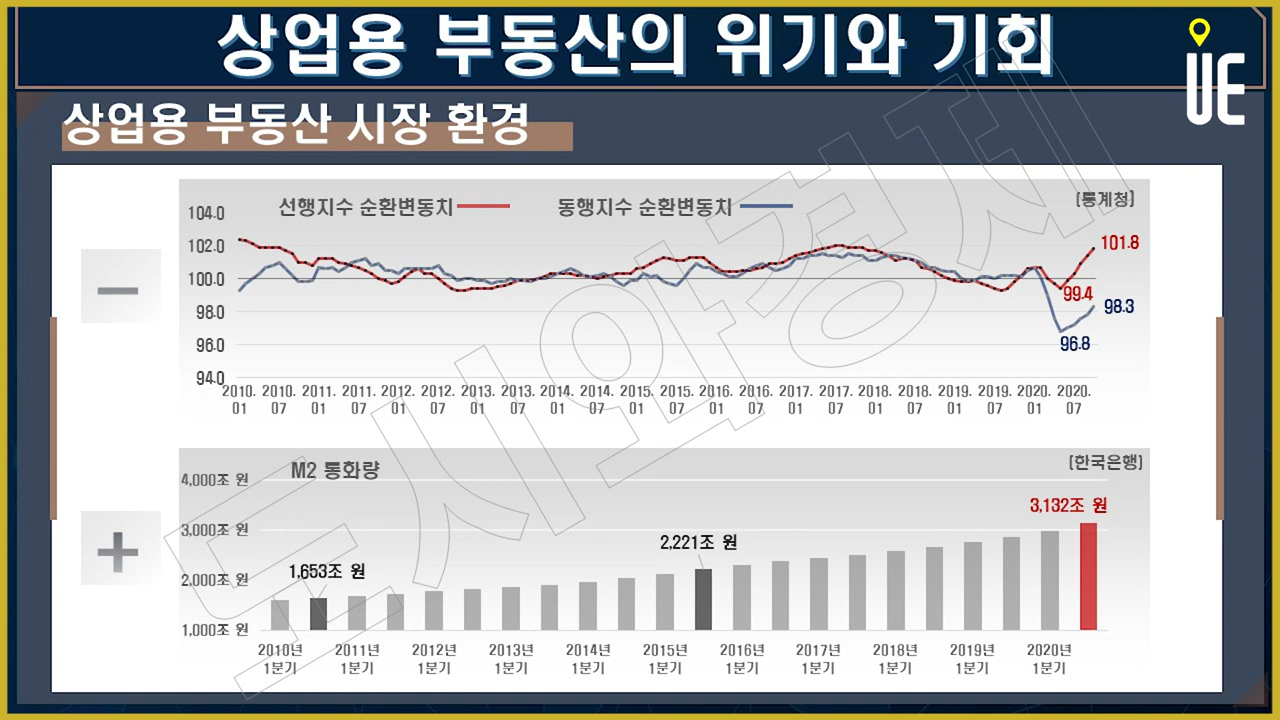 상업용 부동산의 위기와 기회
UE
상업용 부동산 시장 환경
선행지수 순환변동치
동행지수 순환변동치
[통계청]
104.0
102.0
100.0
98.0
96.0
94.0
101.8
99.4
98.3
96.8
2010. 2010. 2011. 2011. 2012. 2012. 2013. 2013. 2014. 2014. 2015. 2015. 2016. 2016. 2017. 2017. 2018. 2018. 2019. 2019. 2020. 2020.
01 07 01 07 01 07 01 07 01 07 01 07 01 07 01 07 01 07 01 07 01 07
M2 통화량
[한국은행]
4,000조 원
3,000조 원
2,000조 원
1,000조 원
1,653조 원
2,221조 원
3,132조 원
2010년 2011년 2012년 2013년 2014년 2015년 2016년 2017년 2018년 2019년 2020년
1분기 1분기 1분기 1분기 1분기 1분기 1분기 1분기 1분기 1분기 1분기
도시와경제